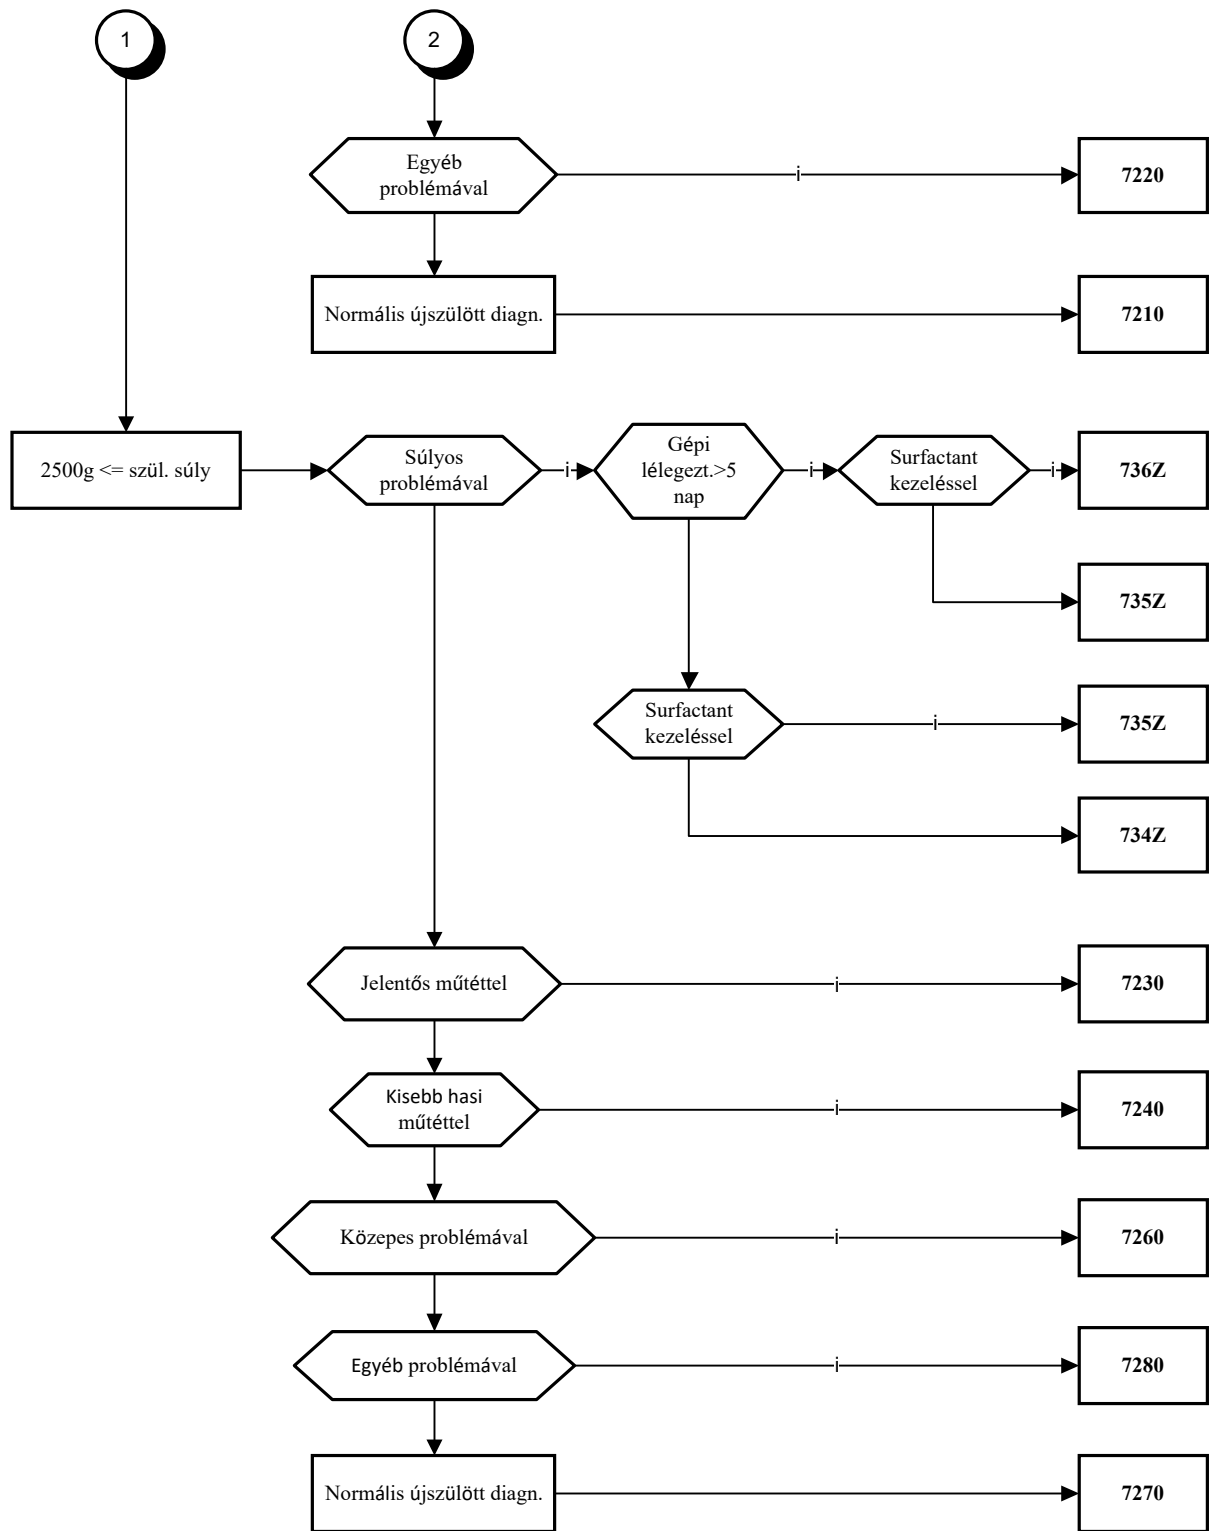 1
2
Egyéb
problémával
i
7220
Normális újszülött diagn.
7210
2500g <= szül. súly
Súlyos
problémával
i
Gépi
lélegezt.>5
nap
i
Surfactant
kezeléssel
i
736Z
735Z
Surfactant
kezeléssel
i
735Z
734Z
Jelentős műtéttel
i
7230
Kisebb hasi
műtéttel
i
7240
Közepes problémával
i
7260
Egyéb problémával
i
7280
Normális újszülött diagn.
7270